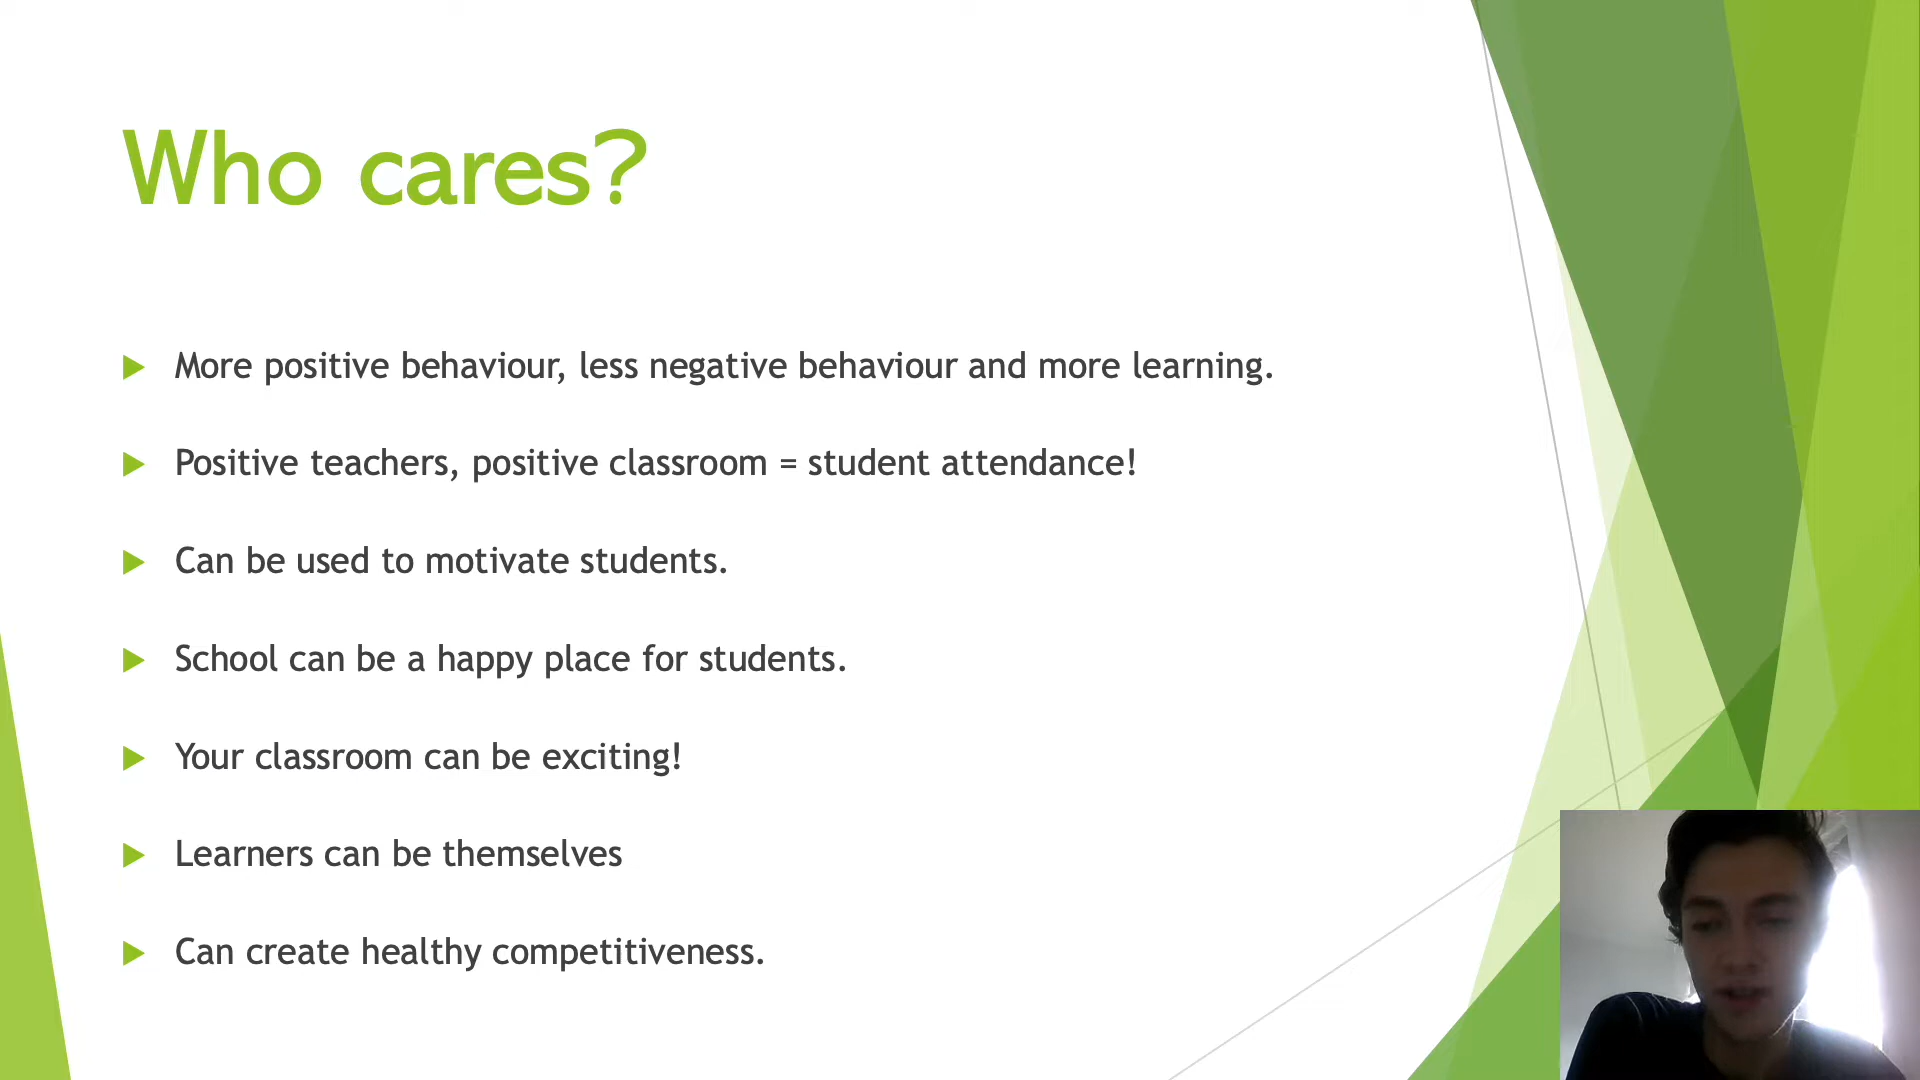 Who cares?
More positive behaviour, less negative behaviour and more learning.
Positive teachers, positive classroom = student attendance!
Can be used to motivate students.
School can be a happy place for students.
Your classroom can be exciting!
Learners can be themselves
Can create healthy competitiveness.